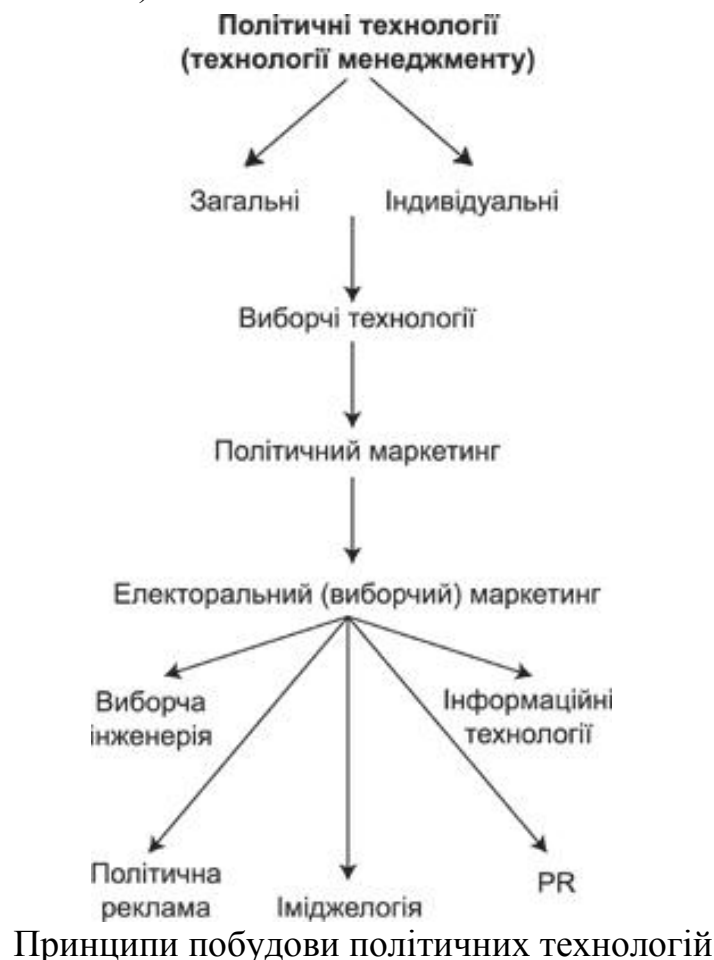 Політичні технології
(технології менеджменту)
Загальні
Індивідуальні
Виборчі технології
Політичний маркетинг
Електоральний (виборчий) маркетинг
Виборча
інженерія
Інформаційні
технології
Політична
реклама
Іміджелогія
PR
Принципи побудови політичних технологій